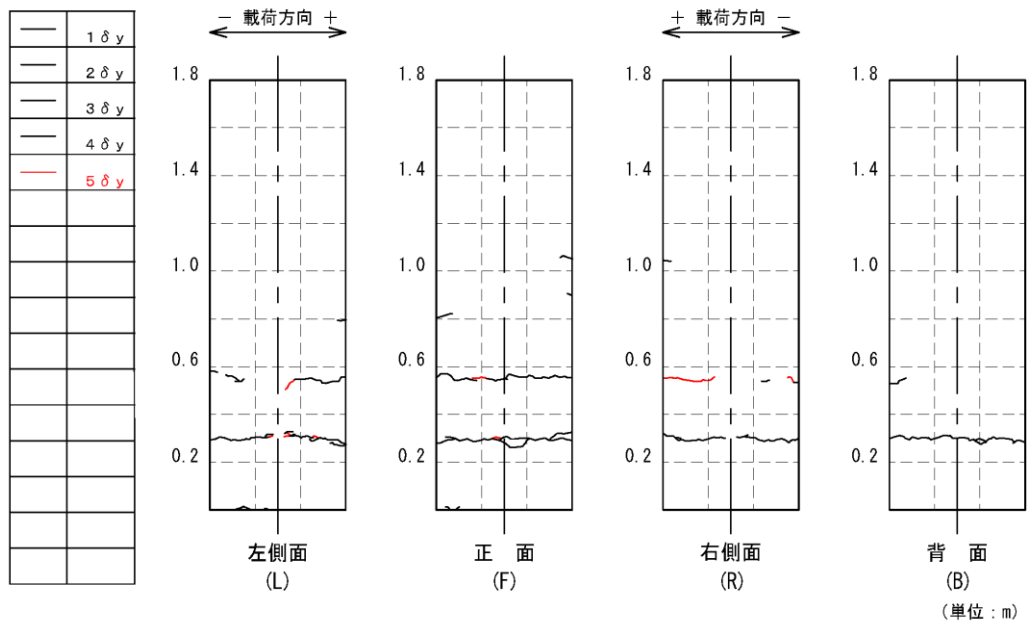 1δy
2δy
3δy
4δy
5δy
− 載荷方向 +
1.8
1.4
1.0
0.6
0.2
左側面
(L)
1.8
1.4
1.0
0.6
0.2
正 面
(F)
+ 載荷方向 −
1.8
1.4
1.0
0.6
0.2
右側面
(R)
1.8
1.4
1.0
0.6
0.2
背 面
(B)
(単位:m)